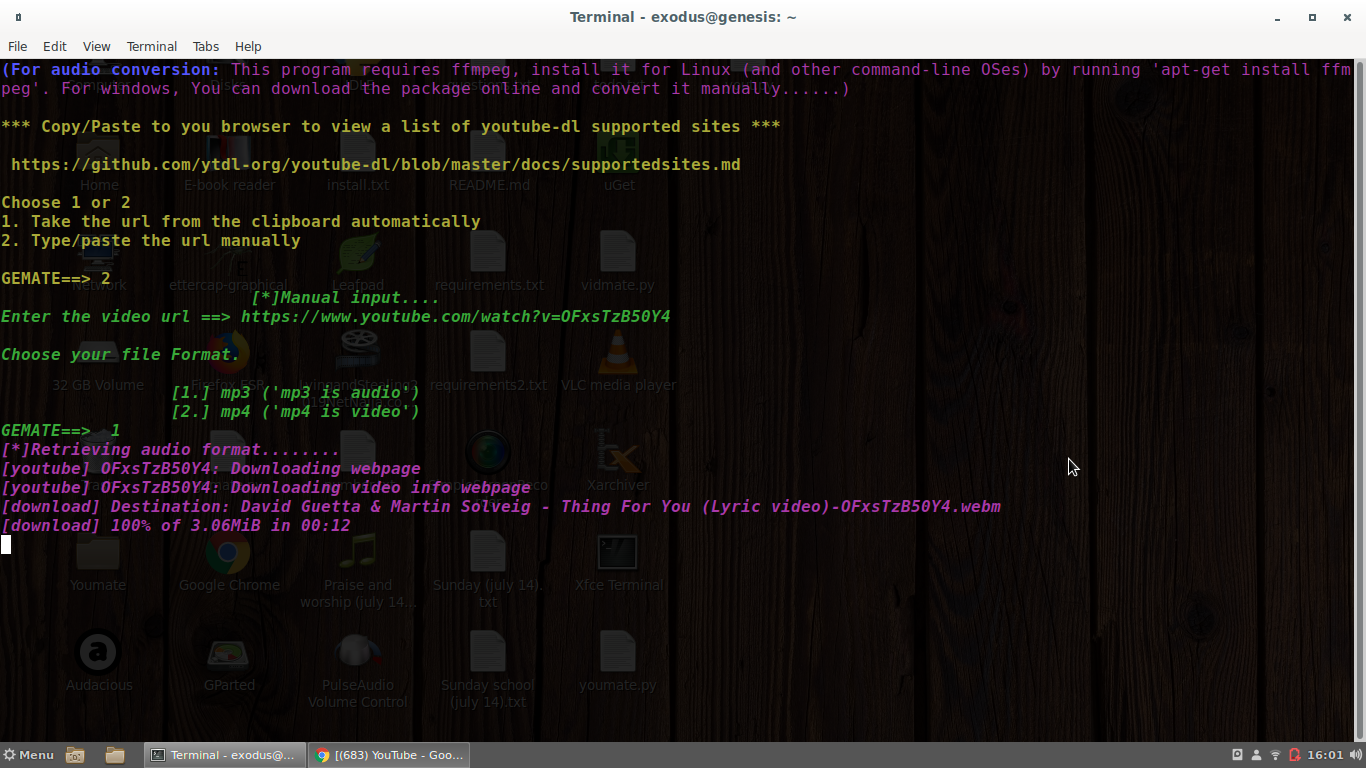 Terminal - exodus@genesis: ~
File Edit View Terminal Tabs Help
(For audio conversion: This program requires ffmpeg, install it for Linux (and other command-line OSes) by running 'apt-get install ffm
peg'. For windows, You can download the package online and convert it manually......)
*** Copy/Paste to you browser to view a list of youtube-dl supported sites ***
https://github.com/ytdl-org/youtube-dl/blob/master/docs/supportedsites.md
Home E-book reader install.txt README.md uGet
Choose 1 or 2
1. Take the url from the clipboard automatically
2. Type/paste the url manually
GEMATE==> 2
Network ettercap-graphical Leafpad requirements.txt vidmate.py
[*]Manual input....
Enter the video url ==> https://www.youtube.com/watch?v=OFxsTzB50Y4
Choose your file Format.
32 GB Volume Firefox ESR requirements2.txt VLC media player
[1.] mp3 ('mp3 is audio')
[2.] mp4 ('mp4 is video')
GEMATE==> 1
[*]Retrieving audio format........
[youtube] OFxsTzB50Y4: Downloading webpage
Xarchiver
[youtube] OFxsTzB50Y4: Downloading video info webpage
[download] Destination: David Guetta & Martin Solveig - Thing For You (Lyric video)-OFxsTzB50Y4.webm
[download] 100% of 3.06MiB in 00:12
Youmate Google Chrome Praise and worship (july 14... Sunday (july 14). txt Xfce Terminal
Audacious GParted PulseAudio Volume Control Sunday school (july 14).txt youmate.py
Menu Terminal - exodus@... [(683) YouTube - Goo... 16:01